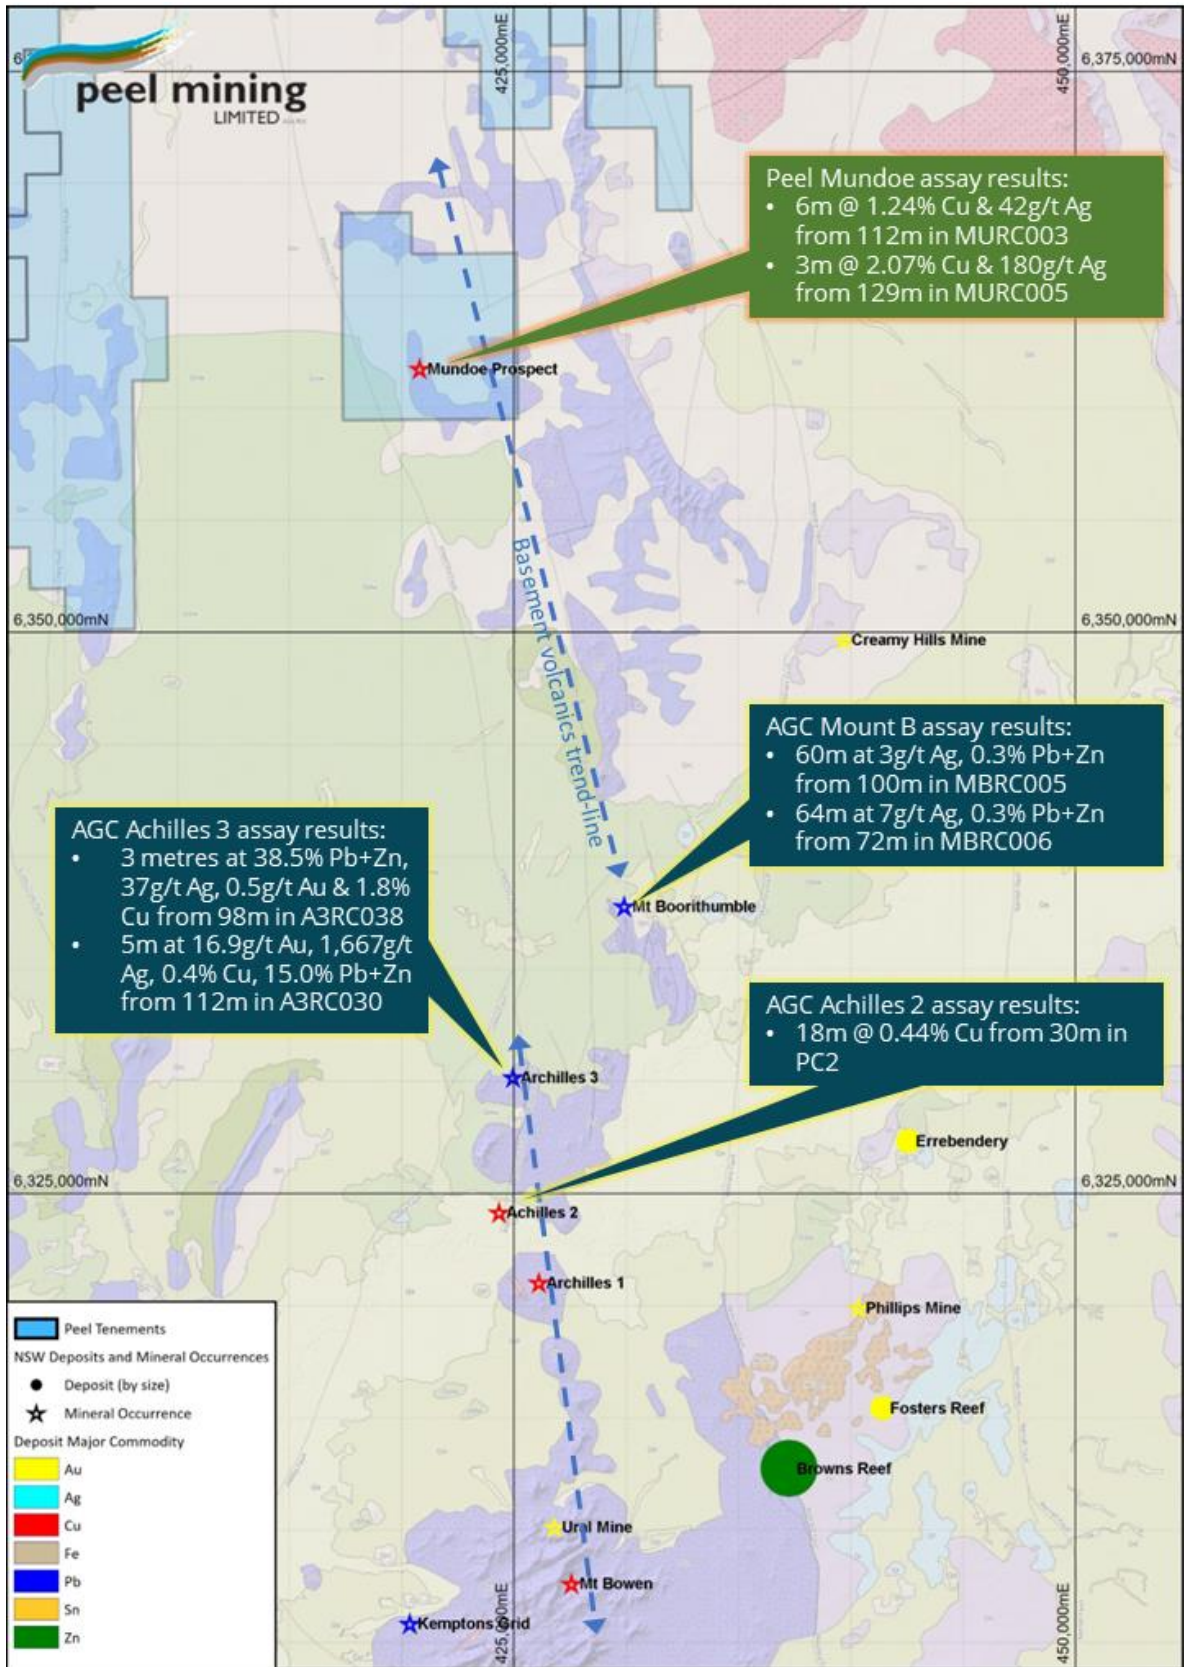 peel mining
LIMITED
425,000mE
450,000mE
6,375,000mN
Peel Mundoe assay results:
• 6m @ 1.24% Cu & 42g/t Ag
from 112m in MURC003
• 3m @ 2.07% Cu & 180g/t Ag
from 129m in MURC005
Mundoe Prospect
Basement volcanics trend-line
6,350,000mN
6,350,000mN
Creamy Hills Mine
AGC Mount B assay results:
• 60m at 3g/t Ag, 0.3% Pb+Zn
from 100m in MBRC005
• 64m at 7g/t Ag, 0.3% Pb+Zn
from 72m in MBRC006
AGC Achilles 3 assay results:
• 3 metres at 38.5% Pb+Zn,
37g/t Ag, 0.5g/t Au & 1.8%
Cu from 98m in A3RC038
• 5m at 16.9g/t Au, 1,667g/t
Ag, 0.4% Cu, 15.0% Pb+Zn
from 112m in A3RC030
Mt Boorithumble
AGC Achilles 2 assay results:
• 18m @ 0.44% Cu from 30m in
PC2
Archilles 3
Errebendery
6,325,000mN
6,325,000mN
Achilles 2
Archilles 1
Phillips Mine
Fosters Reef
Browns Reef
Ural Mine
Mt Bowen
Kemptons Grid
425,000mE
450,000mE
Peel Tenements
NSW Deposits and Mineral Occurrences
Deposit (by size)
Mineral Occurrence
Deposit Major Commodity
Au
Ag
Cu
Fe
Pb
Sn
Zn